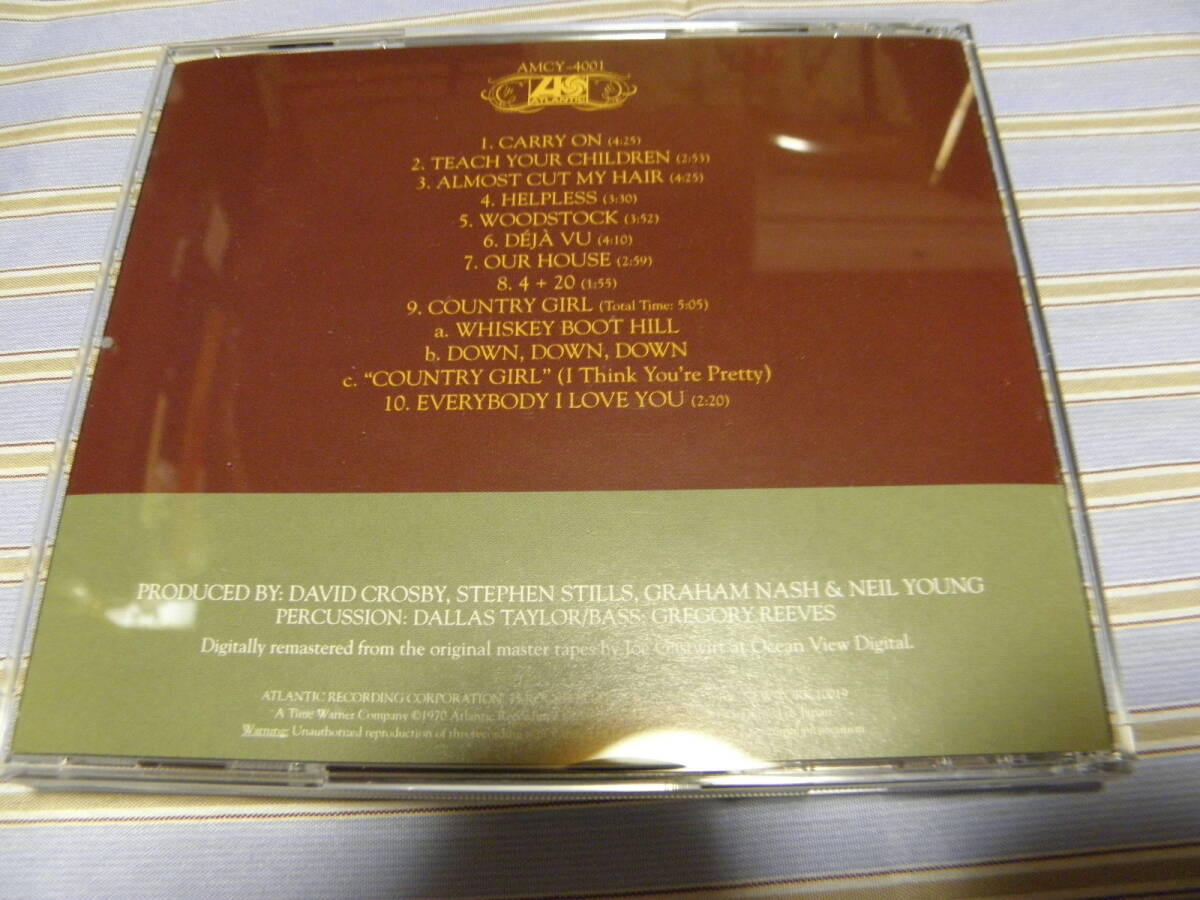 AMCY-4001
ATLANTIC
1. CARRY ON (4:25)
2. TEACH YOUR CHILDREN (2:53)
3. ALMOST CUT MY HAIR (4:25)
4. HELPLESS (3:30)
5. WOODSTOCK (3:52)
6. DÉJÀ VU (4:10)
7. OUR HOUSE (2:59)
8. 4 + 20 (1:55)
9. COUNTRY GIRL (Total Time: 5:05)
a. WHISKEY BOOT HILL
b. DOWN, DOWN, DOWN
c. "COUNTRY GIRL" (I Think You're Pretty)
10. EVERYBODY I LOVE YOU (2:20)
PRODUCED BY: DAVID CROSBY, STEPHEN STILLS, GRAHAM NASH & NEIL YOUNG
PERCUSSION: DALLAS TAYLOR/BASS: GREGORY REEVES
Digitally remastered from the original master tapes by Joe Gastwirt at Ocean View Digital.
ATLANTIC RECORDING CORPORATION 10019
A Time Warner Company ©1970 Atlantic
Warning: Unauthorized reproduction of this recording